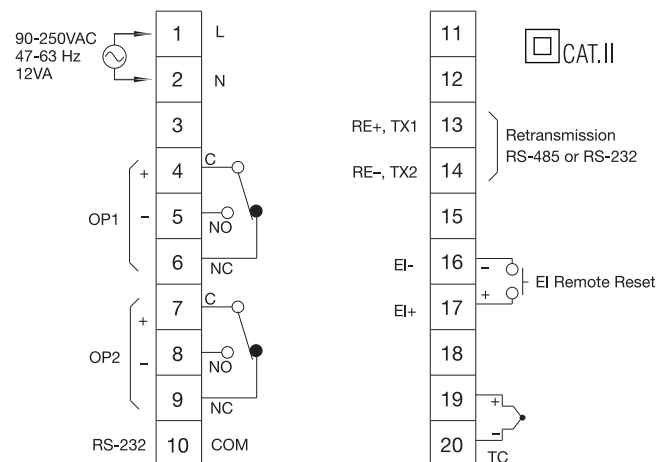 90-250VAC
47-63 Hz
12VA
1 L
2 N
3
4 C
+
5 NO
−
OP1
6 NC
7 C
+
8 NO
−
OP2
9 NC
RS-232 10 COM
11
CAT.II
12
RE+, TX1 13
Retransmission
RS-485 or RS-232
RE−, TX2 14
15
EI- 16 −
EI Remote Reset
EI+ 17 +
18
19 +
20 −
TC